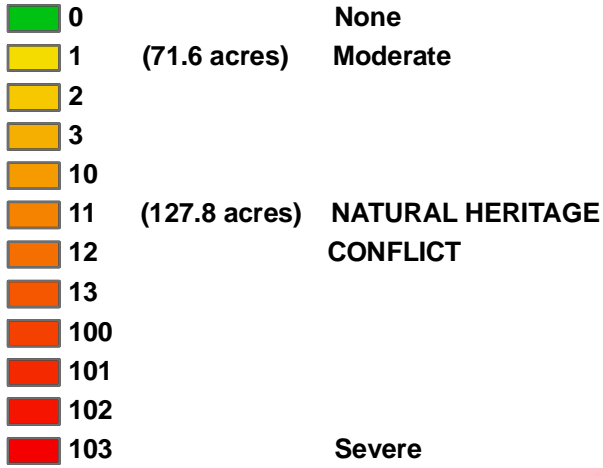 0 None
1 (71.6 acres) Moderate
2
3
10
11 (127.8 acres) NATURAL HERITAGE
12 CONFLICT
13
100
101
102
103 Severe